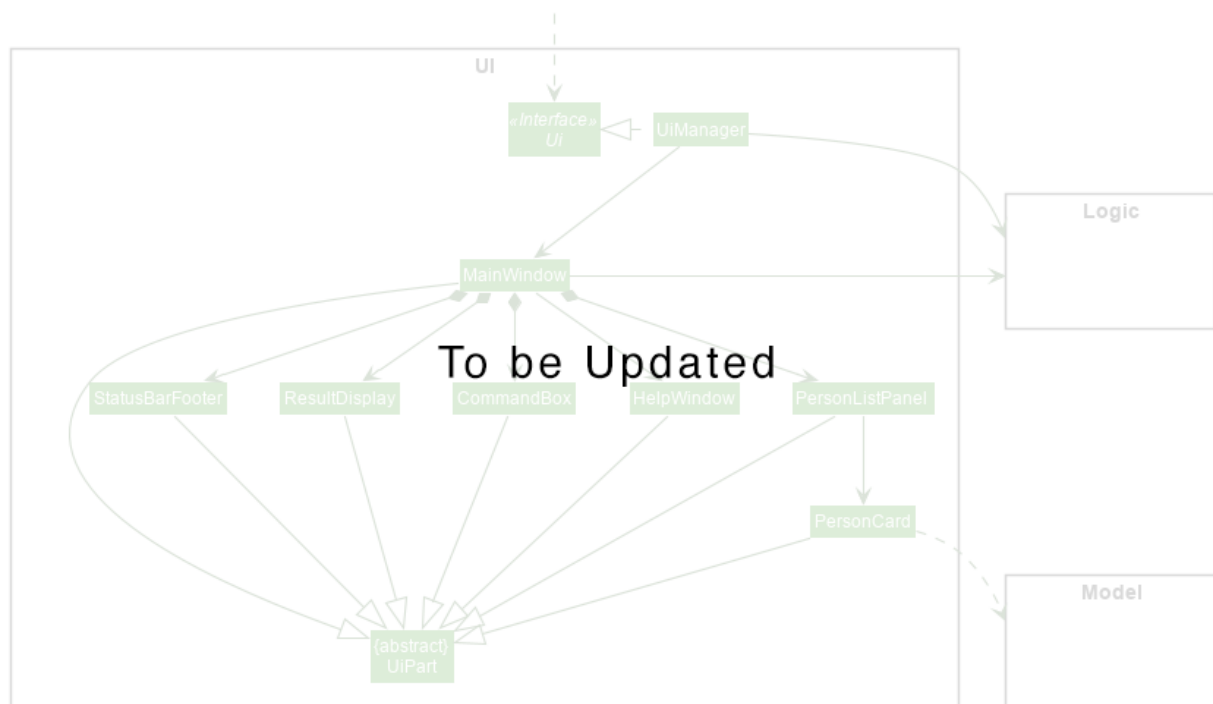 UI
«Interface»
Ui
UiManager
Logic
MainWindow
To be Updated
StatusBarFooter
ResultDisplay
CommandBox
HelpWindow
PersonListPanel
PersonCard
Model
{abstract}
UiPart